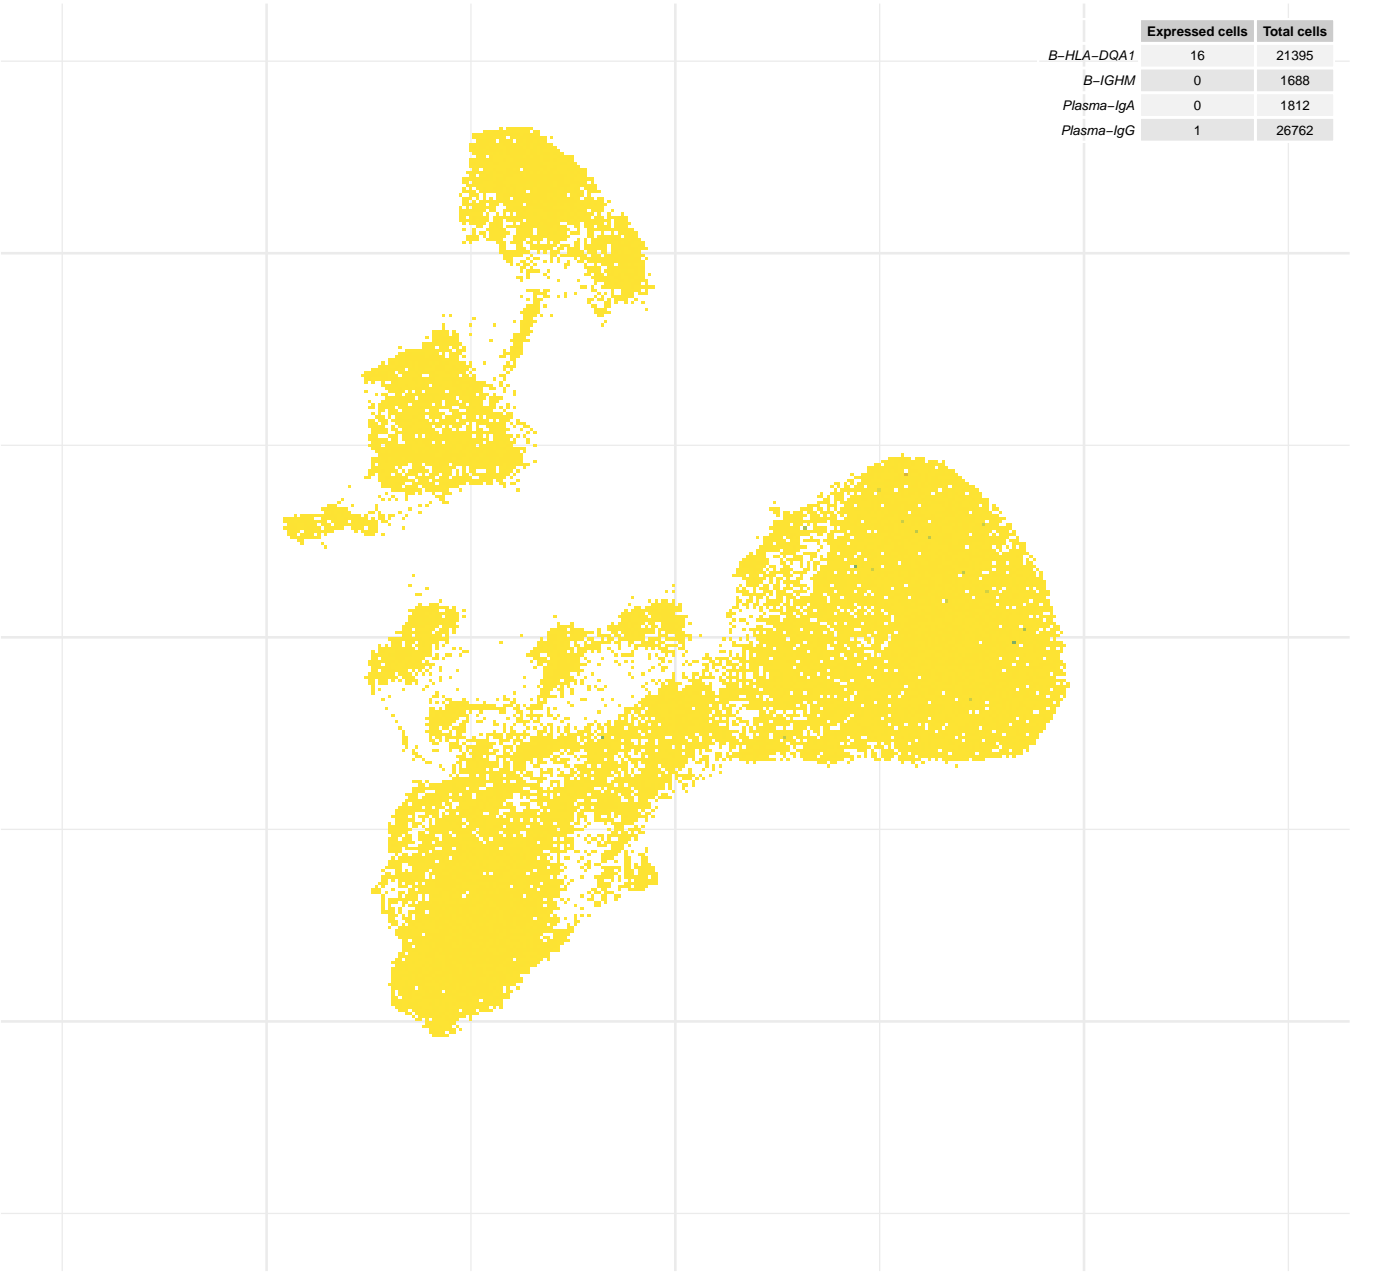 Expressed cells Total cells
B−HLA−DQA1 16 21395
B−IGHM 0 1688
Plasma−IgA 0 1812
Plasma−IgG 1 26762